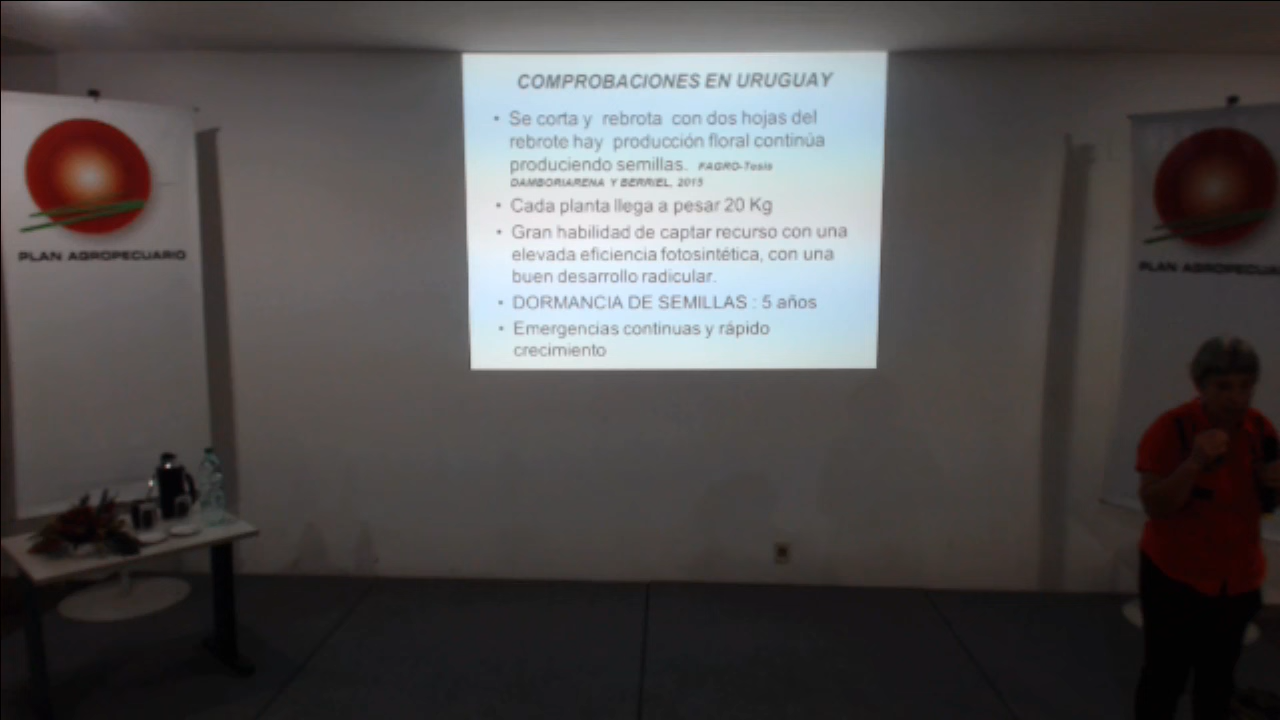 COMPROBACIONES EN URUGUAY
• Se corta y rebrota con dos hojas del
rebrote hay producción floral continúa
produciendo semillas. FAGRO-Tesis
DAMBORIARENA Y BERRIEL, 2015
• Cada planta llega a pesar 20 Kg
• Gran habilidad de captar recurso con una
elevada eficiencia fotosintética, con una
buen desarrollo radicular.
• DORMANCIA DE SEMILLAS : 5 años
• Emergencias continuas y rápido
crecimiento
PLAN AGROPECUARIO
PLAN AGROPECUA